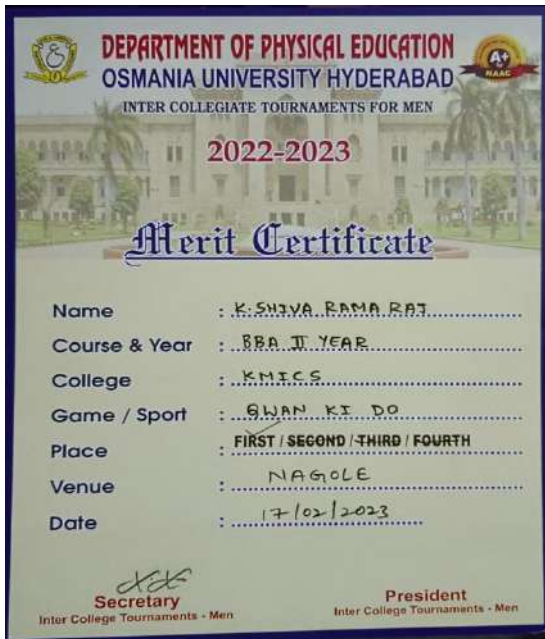 DEPARTMENT OF PHYSICAL EDUCATION
OSMANIA UNIVERSITY HYDERABAD
A+
NAAC
INTER COLLEGIATE TOURNAMENTS FOR MEN
2022-2023
Merit Certificate
Name : K.SHIVA RAMA RAJ
Course & Year : BBA II YEAR
College : KMICS
Game / Sport : QWAN KI DO
Place : FIRST / SECOND / THIRD / FOURTH
Venue : NAGOLE
Date : 17/02/2023
Secretary President
Inter College Tournaments - Men Inter College Tournaments - Men